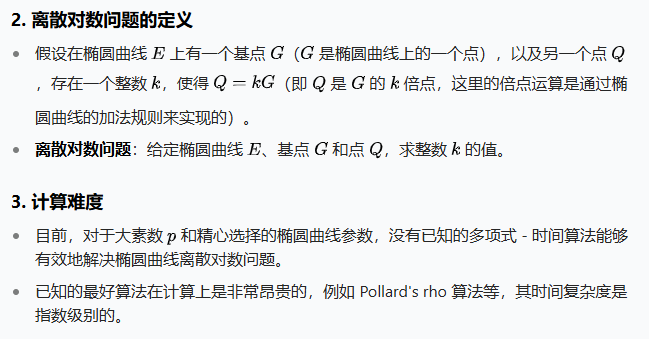 2. 离散对数问题的定义
假设在椭圆曲线 E 上有一个基点 G（G 是椭圆曲线上的一个点），以及另一个点 Q
，存在一个整数 k，使得 Q = kG（即 Q 是 G 的 k 倍点，这里的倍点运算是通过椭
圆曲线的加法规则来实现的）。
离散对数问题：给定椭圆曲线 E、基点 G 和点 Q，求整数 k 的值。
3. 计算难度
目前，对于大素数 p 和精心选择的椭圆曲线参数，没有已知的多项式 - 时间算法能够
有效地解决椭圆曲线离散对数问题。
已知的最好算法在计算上是非常昂贵的，例如 Pollard's rho 算法等，其时间复杂度是
指数级别的。